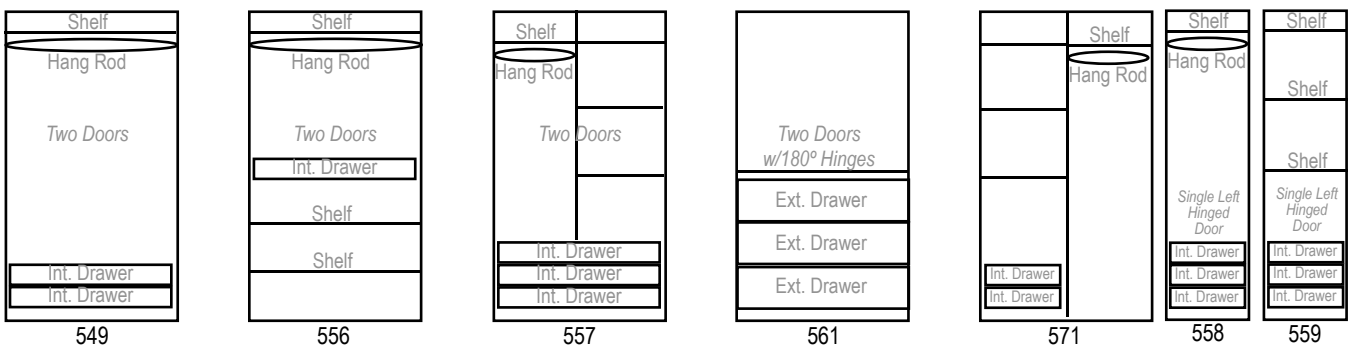 Shelf
Hang Rod
Two Doors
Int. Drawer
Int. Drawer
549
Shelf
Hang Rod
Two Doors
Int. Drawer
Shelf
Shelf
556
Shelf
Hang Rod
Two Doors
Int. Drawer
Int. Drawer
Int. Drawer
557
Two Doors
w/180º Hinges
Ext. Drawer
Ext. Drawer
Ext. Drawer
561
Shelf
Hang Rod
Int. Drawer
Int. Drawer
571
Shelf
Hang Rod
Single Left
Hinged
Door
Int. Drawer
Int. Drawer
Int. Drawer
558
Shelf
Shelf
Shelf
Single Left
Hinged
Door
Int. Drawer
Int. Drawer
Int. Drawer
559